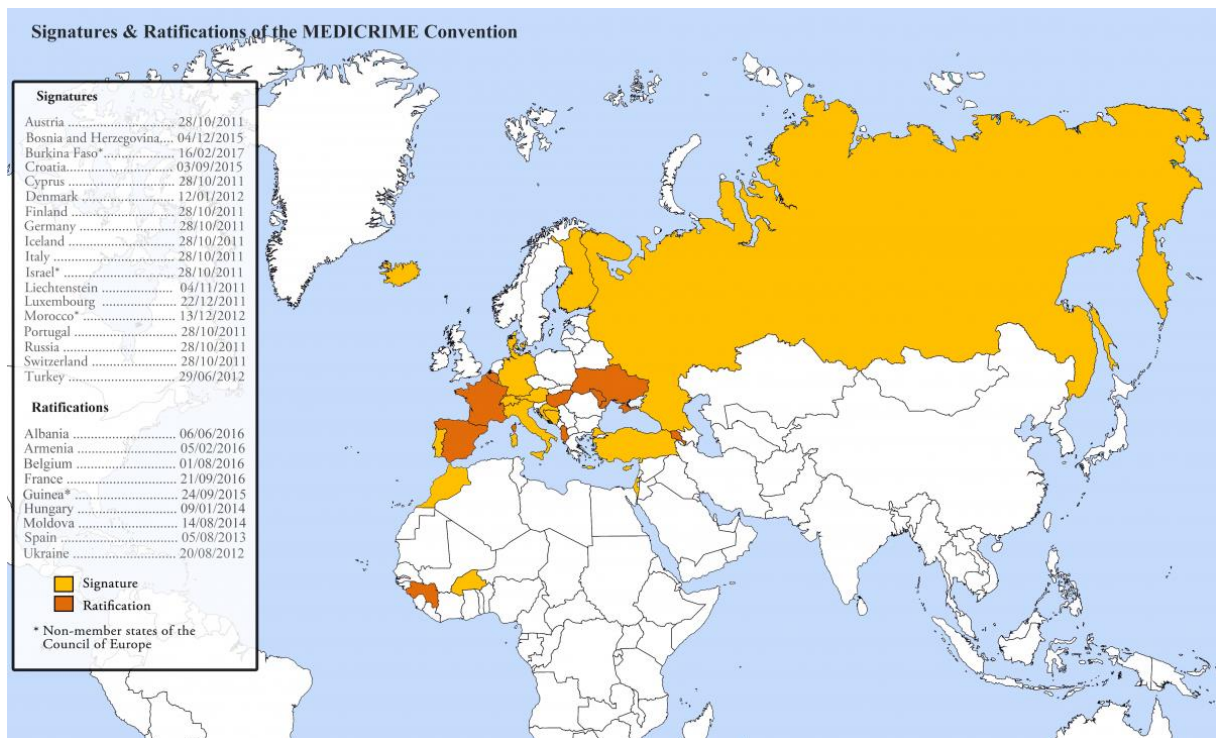 Signatures & Ratifications of the MEDICRIME Convention
Signatures
Austria ........................... 28/10/2011
Bosnia and Herzegovina.... 04/12/2015
Burkina Faso*.................. 16/02/2017
Croatia............................ 03/09/2015
Cyprus ........................... 28/10/2011
Denmark ........................ 12/01/2012
Finland .......................... 28/10/2011
Germany ........................ 28/10/2011
Iceland ........................... 28/10/2011
Italy ............................... 28/10/2011
Israel* ............................. 28/10/2011
Liechtenstein .................. 04/11/2011
Luxembourg .................. 22/12/2011
Morocco* ....................... 13/12/2012
Portugal ......................... 28/10/2011
Russia ............................ 28/10/2011
Switzerland .................... 28/10/2011
Turkey ........................... 29/06/2012
Ratifications
Albania .......................... 06/06/2016
Armenia ......................... 05/02/2016
Belgium ......................... 01/08/2016
France ............................ 21/09/2016
Guinea* .......................... 24/09/2015
Hungary ........................ 09/01/2014
Moldova ........................ 14/08/2014
Spain ............................. 05/08/2013
Ukraine .......................... 20/08/2012
Signature
Ratification
* Non-member states of the
Council of Europe